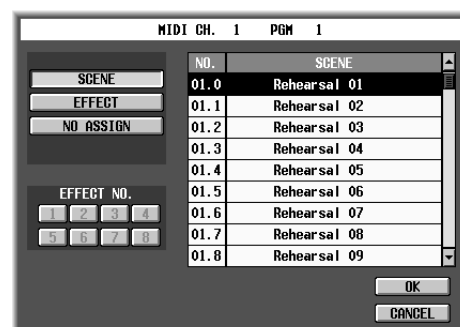 MIDI CH. 1 PGM 1
SCENE
EFFECT
NO ASSIGN
EFFECT NO.
1 2 3 4
5 6 7 8
NO. SCENE
01.0 Rehearsal 01
01.1 Rehearsal 02
01.2 Rehearsal 03
01.3 Rehearsal 04
01.4 Rehearsal 05
01.5 Rehearsal 06
01.6 Rehearsal 07
01.7 Rehearsal 08
01.8 Rehearsal 09
OK
CANCEL